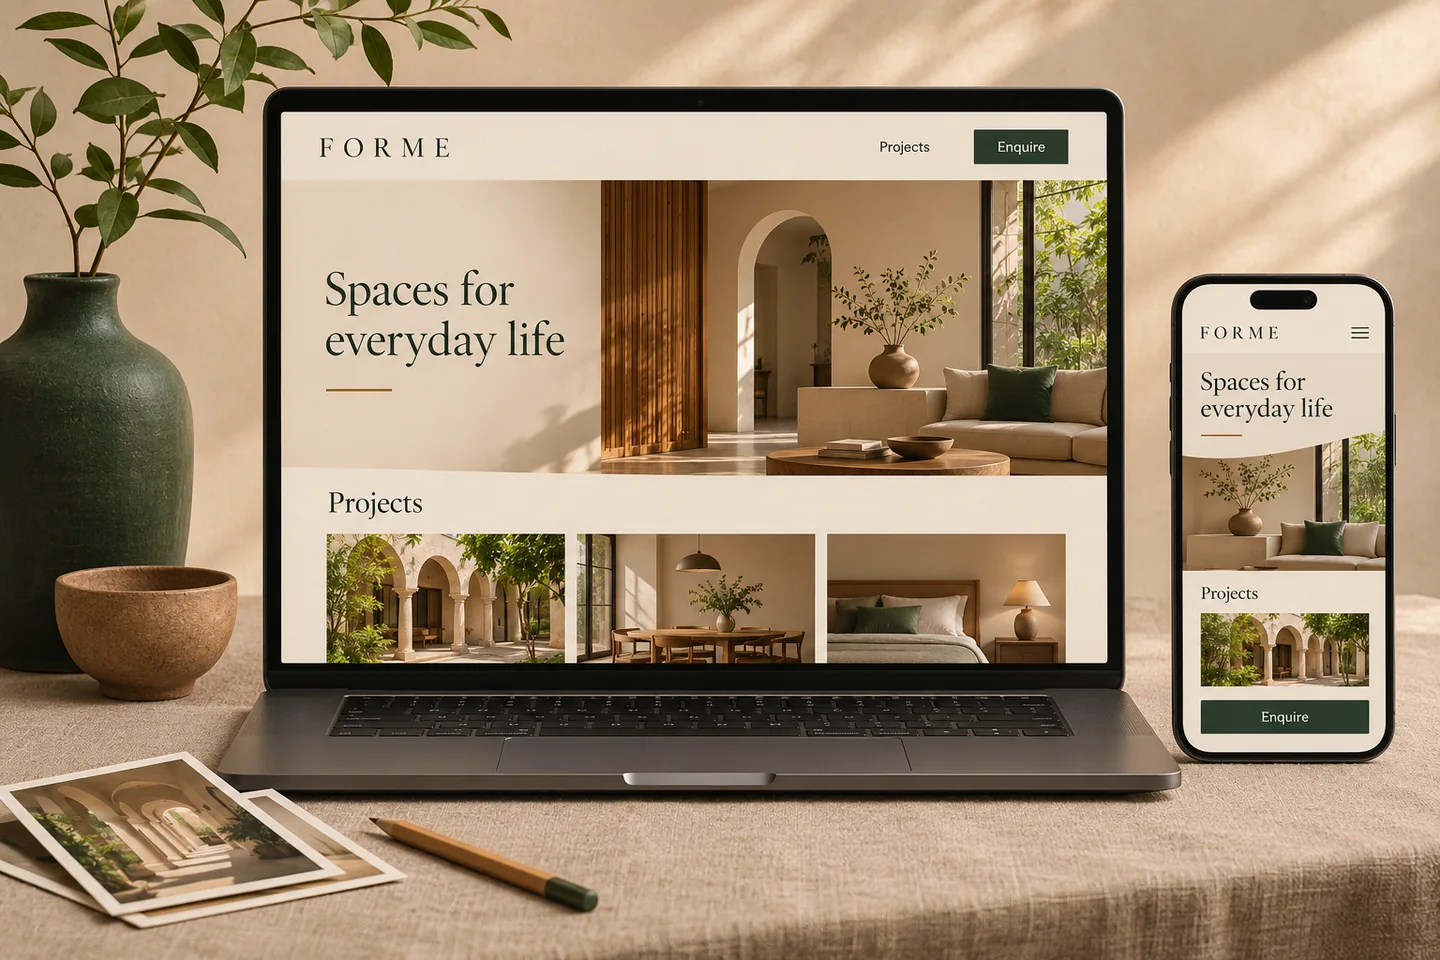 FORME
Projects
Enquire
Spaces for
everyday life
Projects
FORME
Spaces for
everyday life
Projects
Enquire